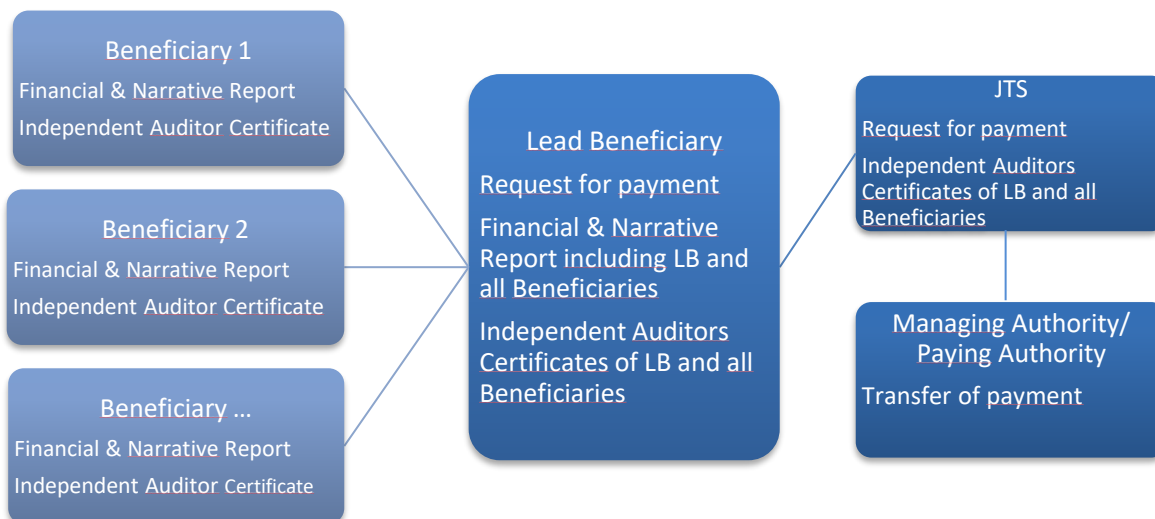 Beneficiary 1
Financial & Narrative Report
Independent Auditor Certificate
Beneficiary 2
Financial & Narrative Report
Independent Auditor Certificate
Beneficiary ...
Financial & Narrative Report
Independent Auditor Certificate
Lead Beneficiary
Request for payment
Financial & Narrative
Report including LB and
all Beneficiaries
Independent Auditors
Certificates of LB and all
Beneficiaries
JTS
Request for payment
Independent Auditors
Certificates of LB and all
Beneficiaries
Managing Authority/
Paying Authority
Transfer of payment